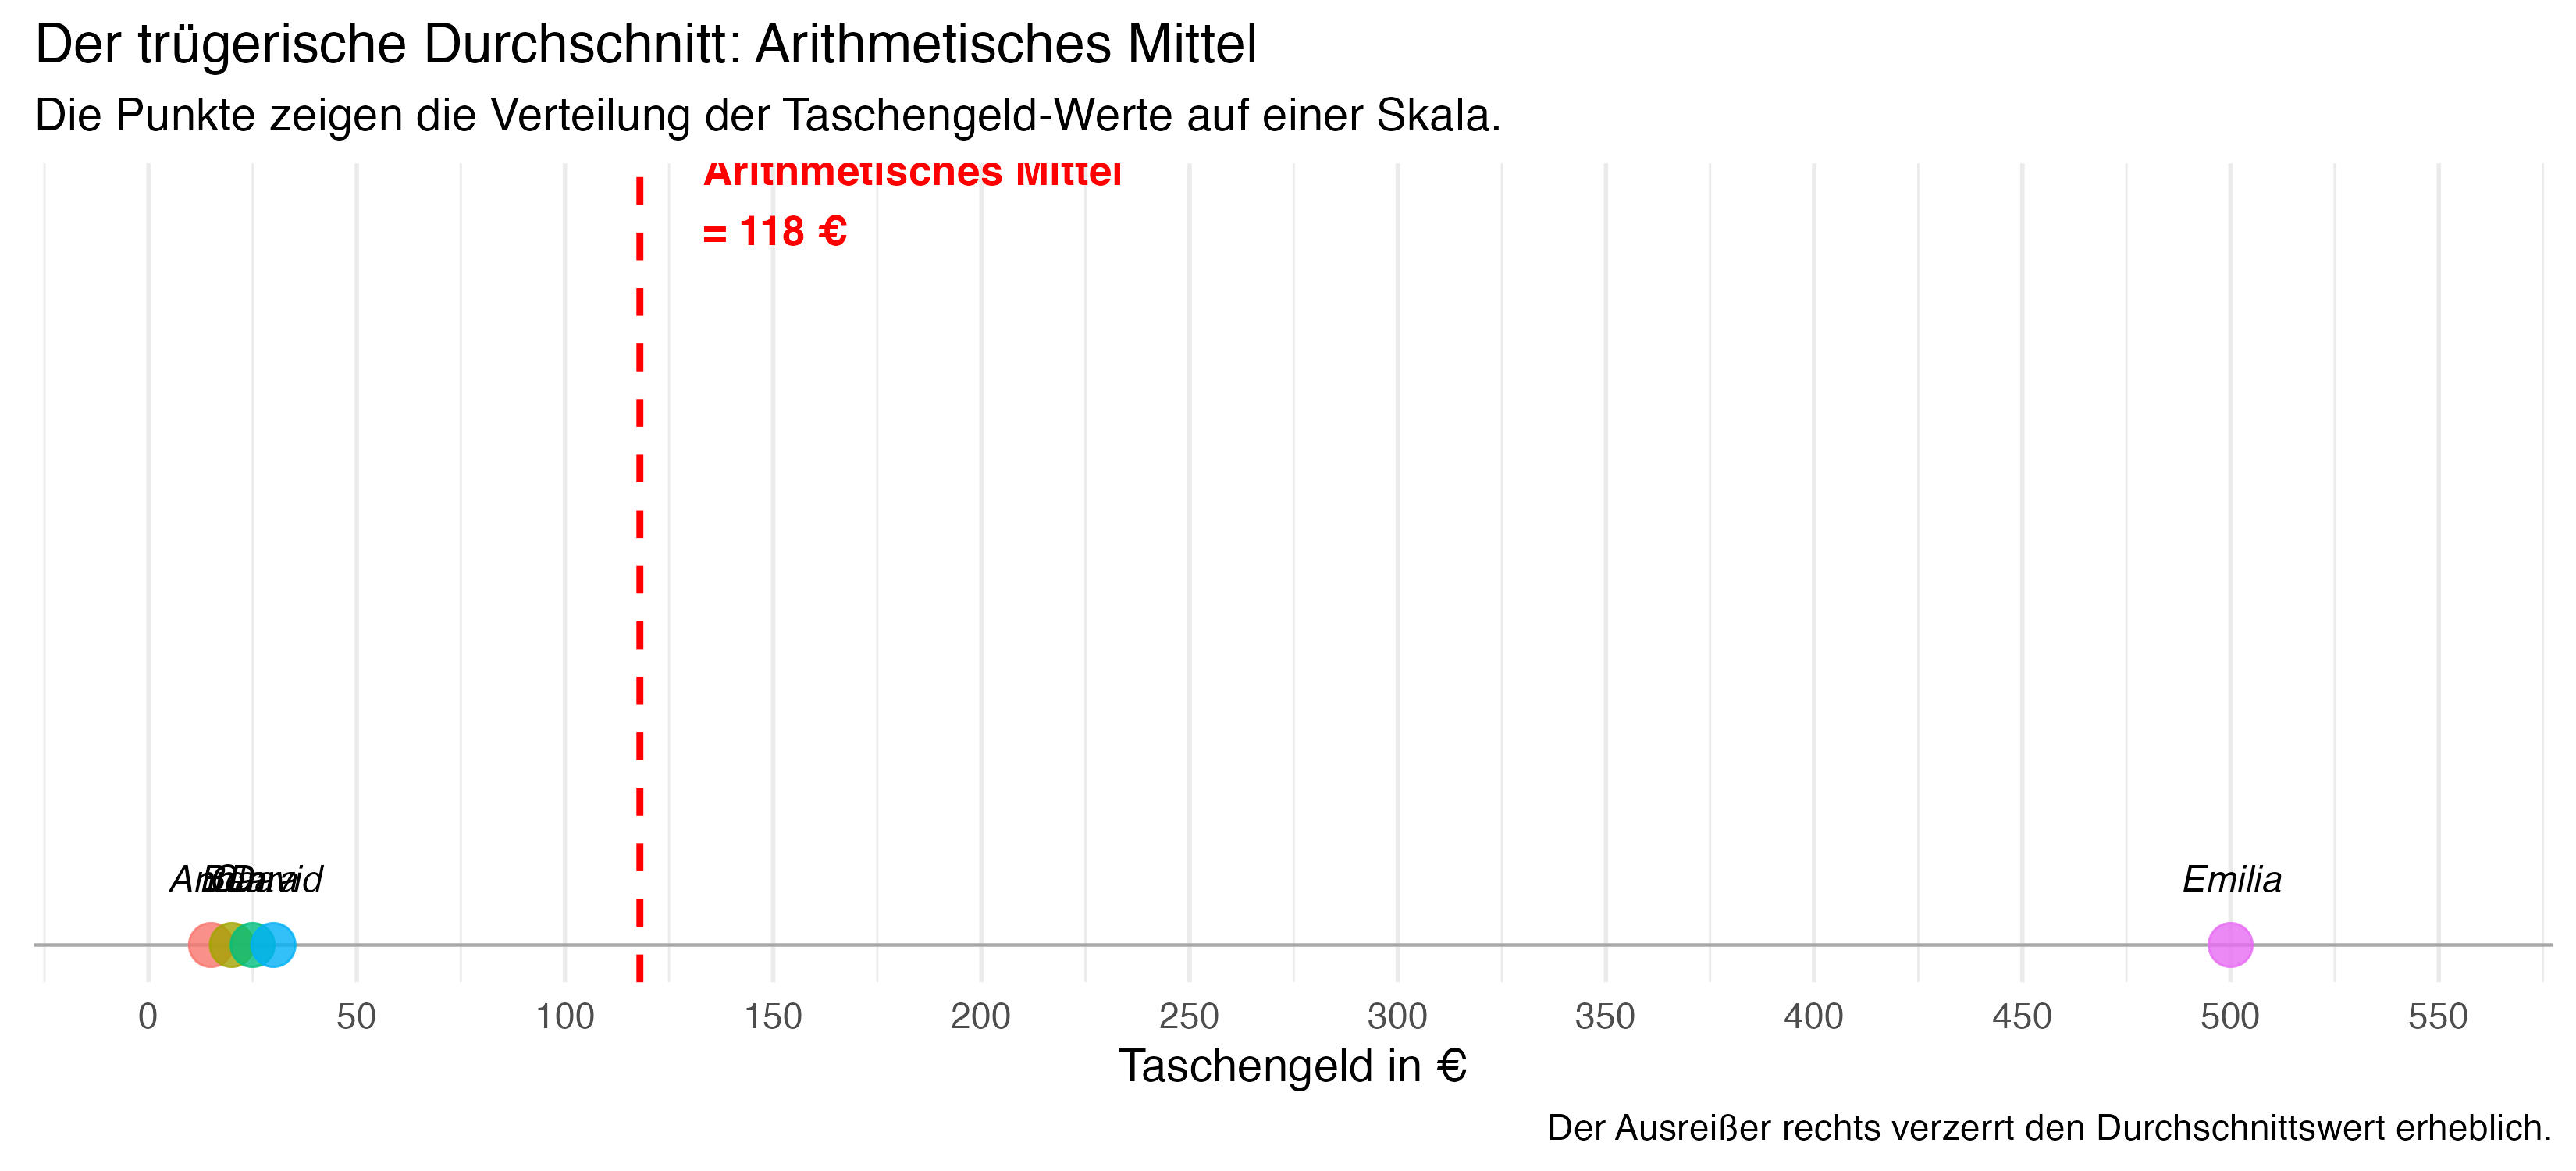 Der trügerische Durchschnitt: Arithmetisches Mittel
Die Punkte zeigen die Verteilung der Taschengeld-Werte auf einer Skala.
Arithmetisches Mittel
= 118 €
David
Emilia
0 50 100 150 200 250 300 350 400 450 500 550
Taschengeld in €
Der Ausreißer rechts verzerrt den Durchschnittswert erheblich.